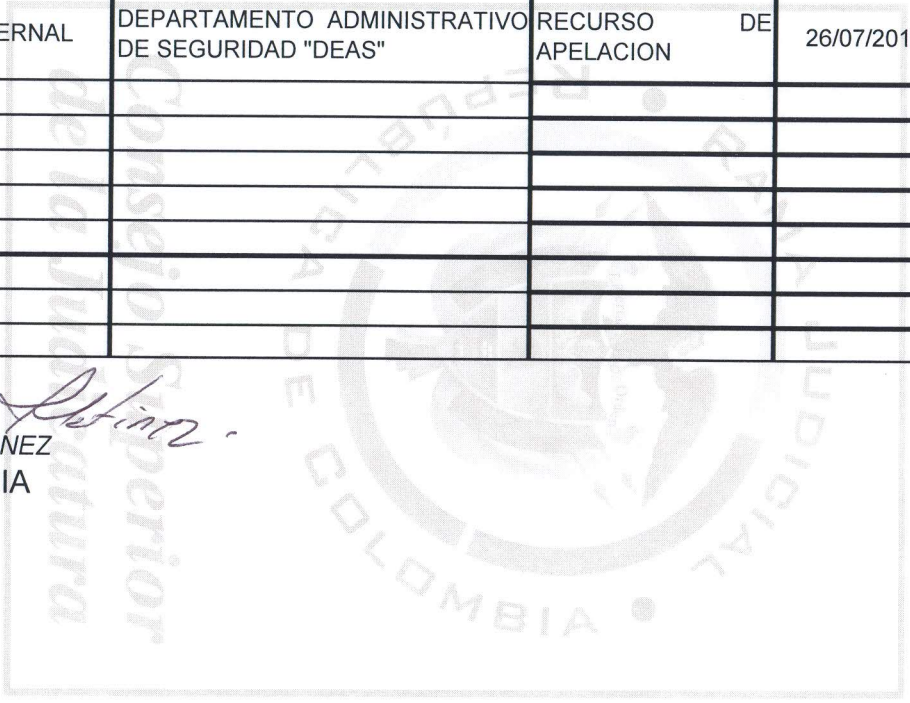 ERNAL
DEPARTAMENTO ADMINISTRATIVO
DE SEGURIDAD "DEAS"
RECURSO DE
APELACION
26/07/201
NEZ
IA
Consejo Superior
de la Judicatura
REPÚBLICA DE COLOMBIA
RAMA JUDICIAL